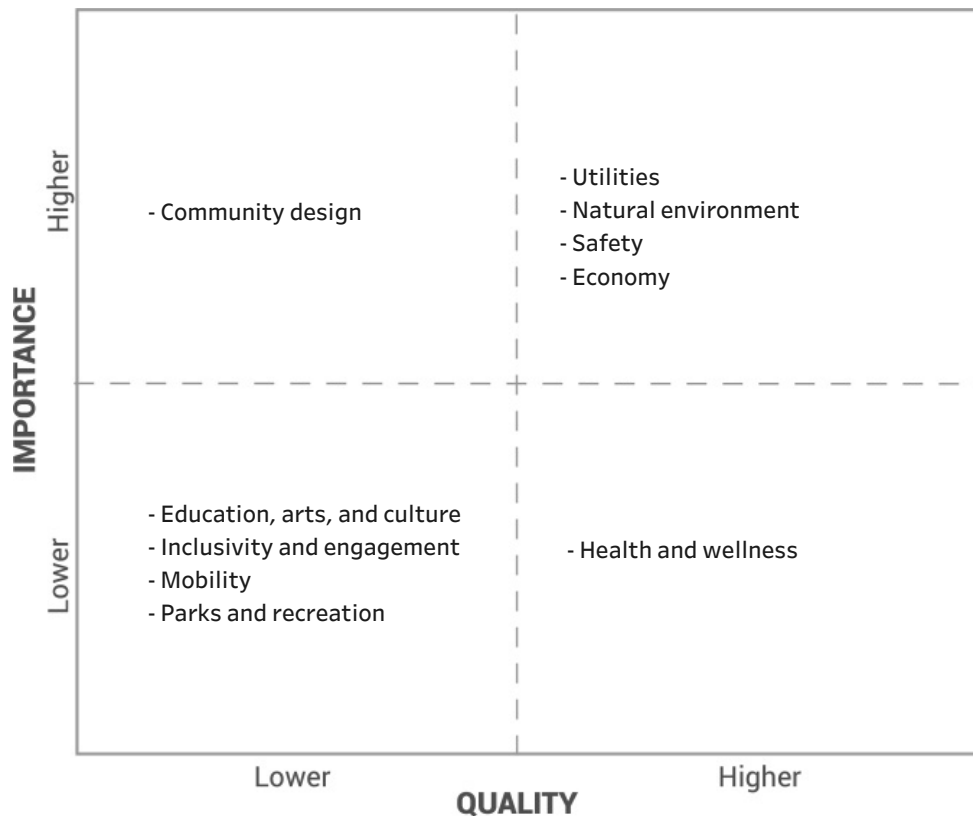 Higher
- Community design
- Utilities
- Natural environment
- Safety
- Economy
IMPORTANCE
Lower
- Education, arts, and culture
- Inclusivity and engagement
- Mobility
- Parks and recreation
- Health and wellness
Lower
Higher
QUALITY